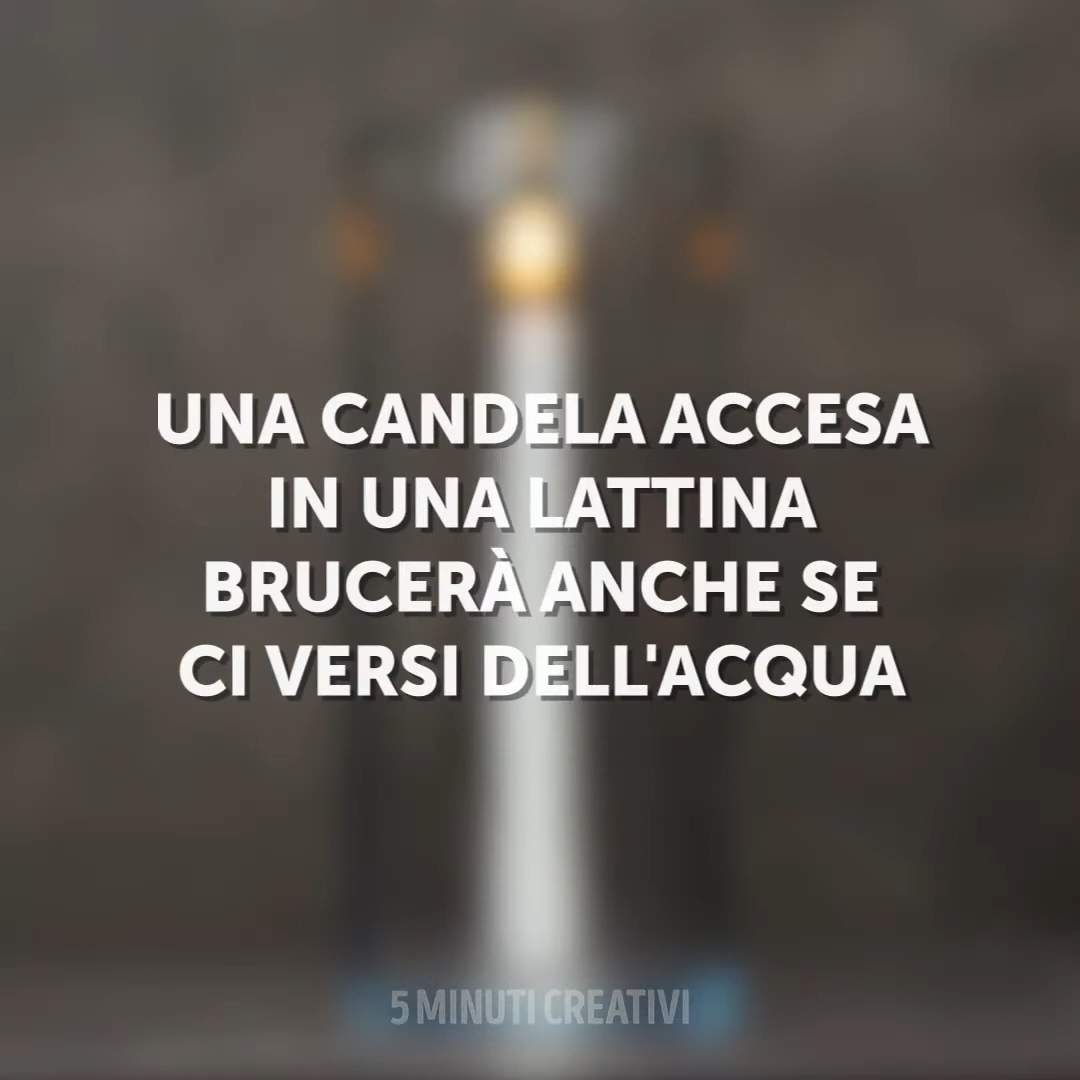 UNA CANDELA ACCESA
IN UNA LATTINA
BRUCERÀ ANCHE SE
CI VERSI DELL'ACQUA
5 MINUTI CREATIVI